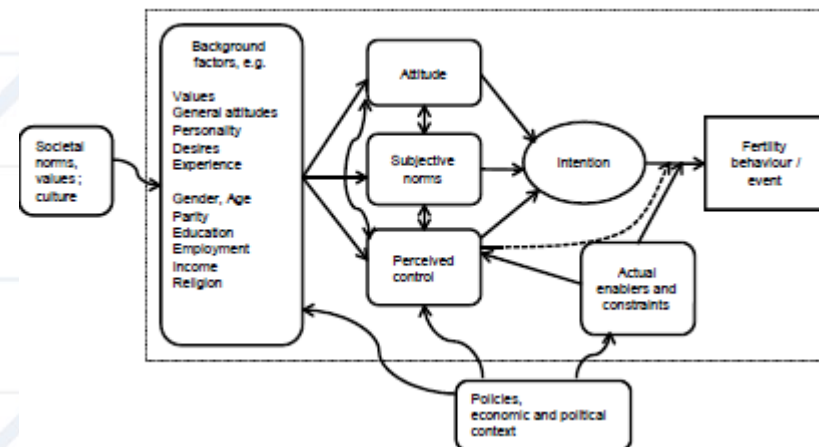 Background
factors, e.g.
Values
General attitudes
Personality
Desires
Experience
Gender, Age
Parity
Education
Employment
Income
Religion
Societal
norms,
values ;
culture
Attitude
Subjective
norms
Perceived
control
Intention
Fertility
behaviour /
event
Actual
enablers and
constraints
Policies,
economic and political
context